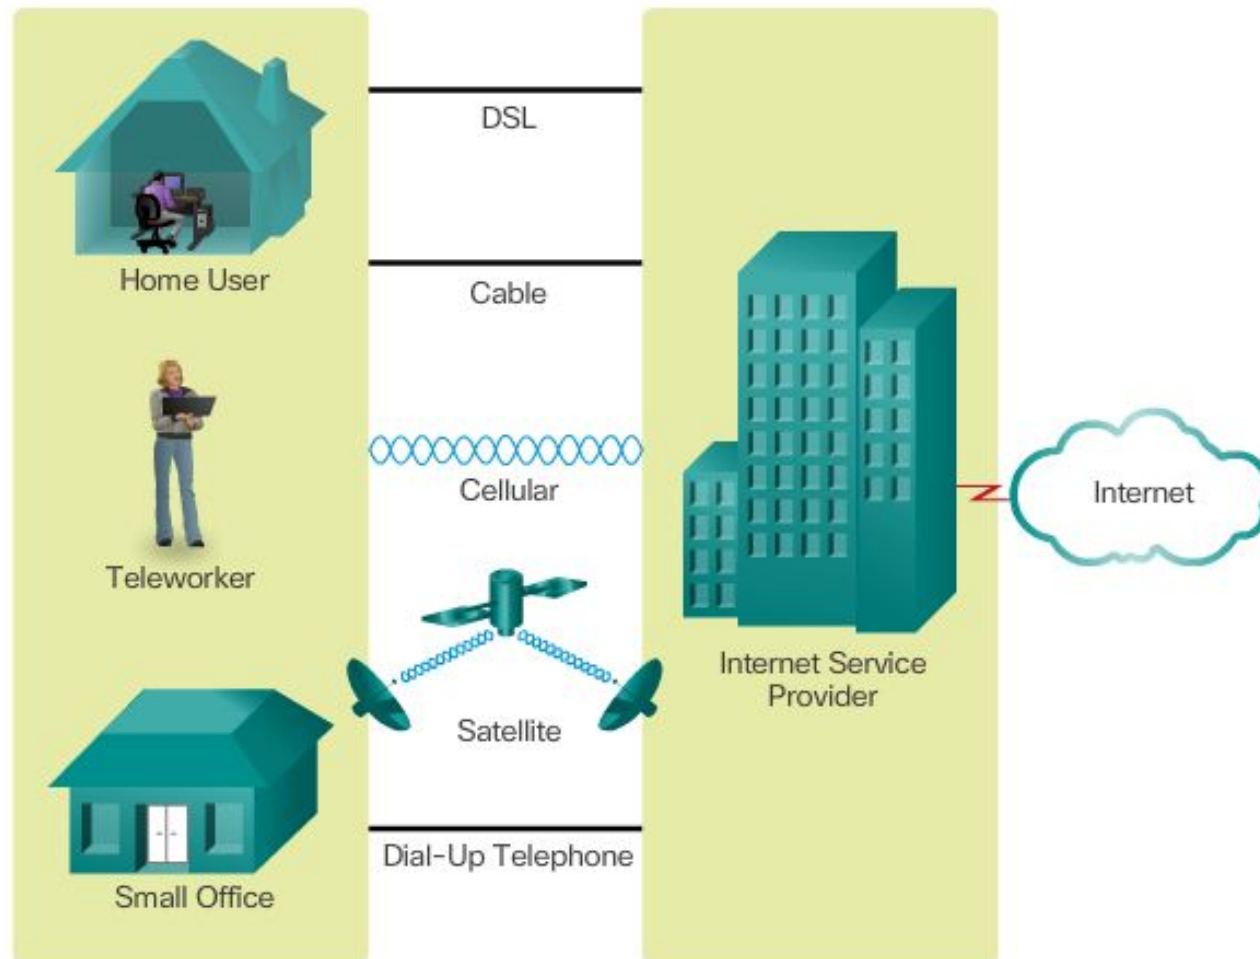 DSL
Home User
Cable
Teleworker
Cellular
Internet
Internet Service
Provider
Satellite
Dial-Up Telephone
Small Office